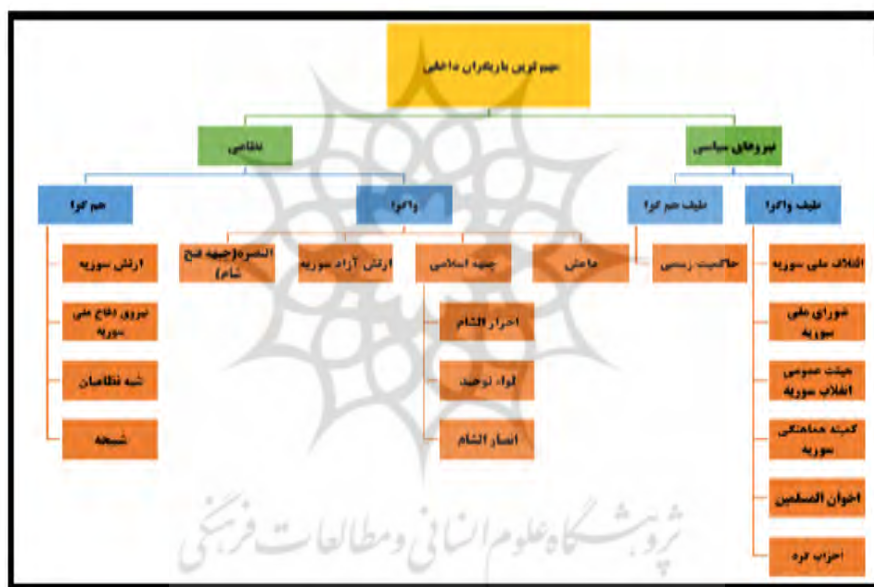 مهم ترین بازیگران داخلی
نیروهای سیاسی
نظامی
طیف واگرا
طیف هم گرا
واگرا
هم گرا
ائتلاف ملی سوریه
شورای ملی
سوریه
هیئت عمومی
انقلاب سوریه
کمیته هماهنگی
سوریه
اخوان المسلمین
احزاب کرد
حاکمیت رسمی
داعش
جبهه اسلامی
احرار الشام
لواء توحید
انصار الشام
ارتش آزاد سوریه
النصره(جبهه فتح
شام)
ارتش سوریه
نیروی دفاع ملی
سوریه
شبه نظامیان
شبیحه
پژوهشگاه علوم انسانی و مطالعات فرهنگی